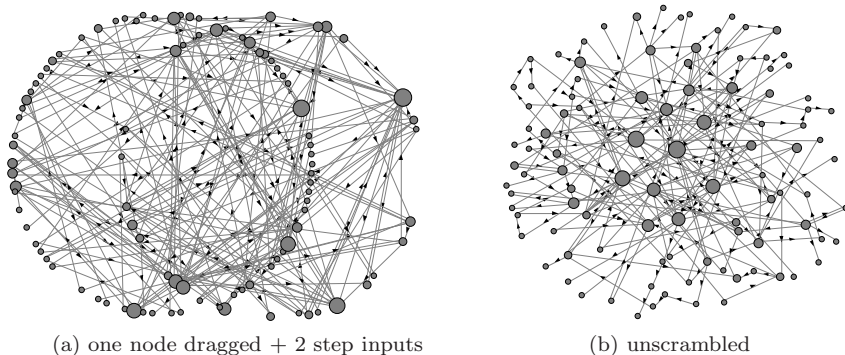 (a) one node dragged + 2 step inputs
(b) unscrambled